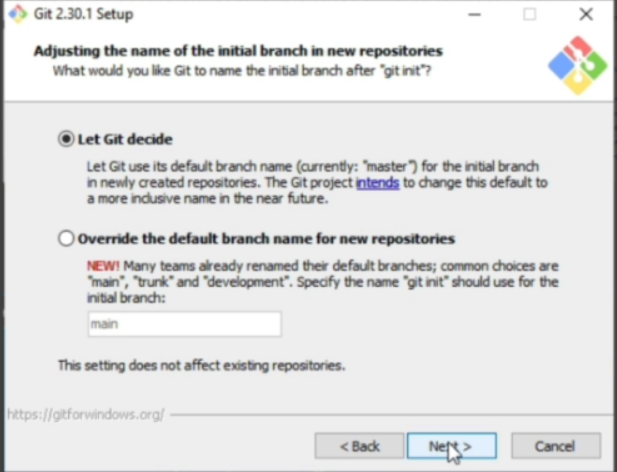 Git 2.30.1 Setup
Adjusting the name of the initial branch in new repositories
What would you like Git to name the initial branch after "git init"?
Let Git decide
Let Git use its default branch name (currently: "master") for the initial branch
in newly created repositories. The Git project intends to change this default to
a more inclusive name in the near future.
Override the default branch name for new repositories
NEW! Many teams already renamed their default branches; common choices are
"main", "trunk" and "development". Specify the name "git init" should use for the
initial branch:
main
This setting does not affect existing repositories.
https://gitforwindows.org/
< Back
Next >
Cancel